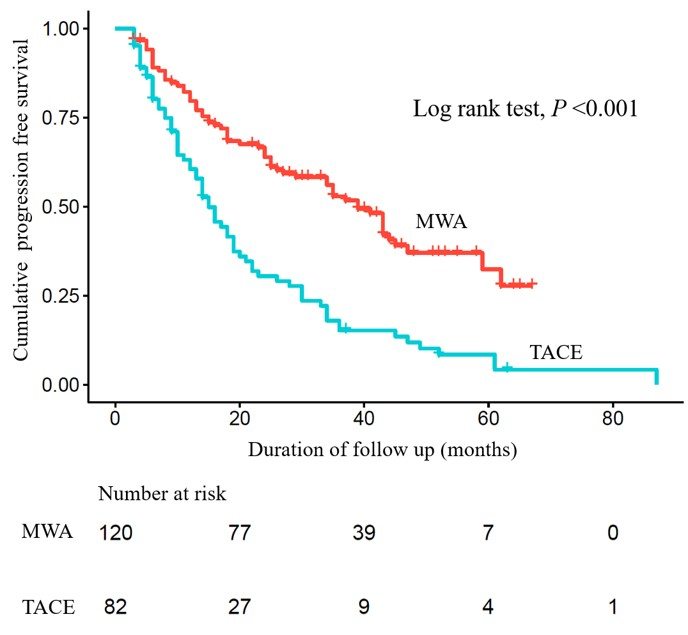 Cumulative progression free survival
1.00
0.75
0.50
0.25
0.00
Log rank test, P <0.001
MWA
TACE
0 20 40 60 80
Duration of follow up (months)
Number at risk
MWA 120 77 39 7 0
TACE 82 27 9 4 1